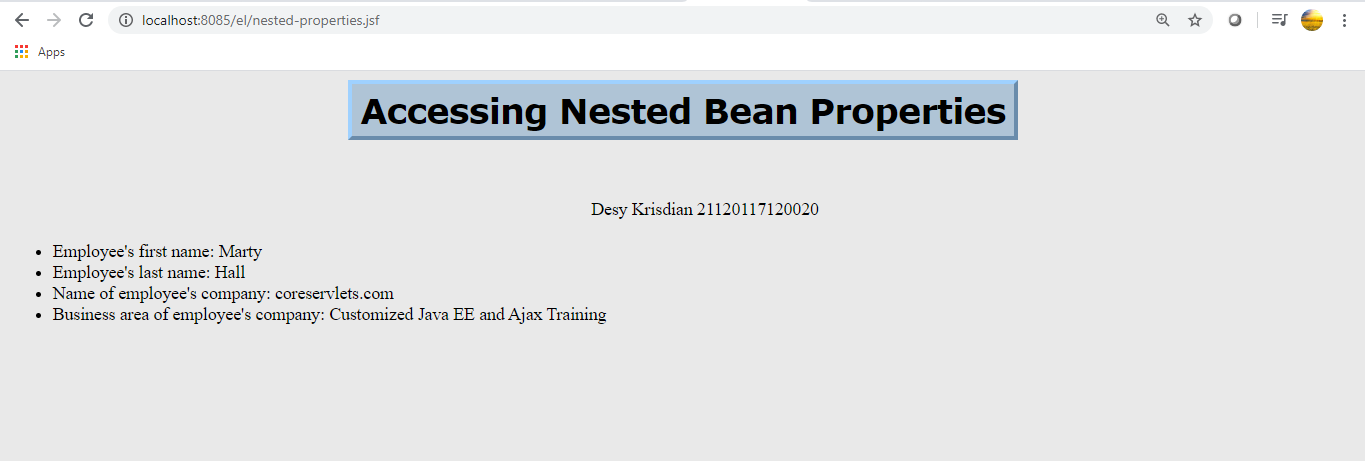 localhost:8085/el/nested-properties.jsf
Apps
Accessing Nested Bean Properties
Desy Krisdian 21120117120020
• Employee's first name: Marty
• Employee's last name: Hall
• Name of employee's company: coreservlets.com
• Business area of employee's company: Customized Java EE and Ajax Training